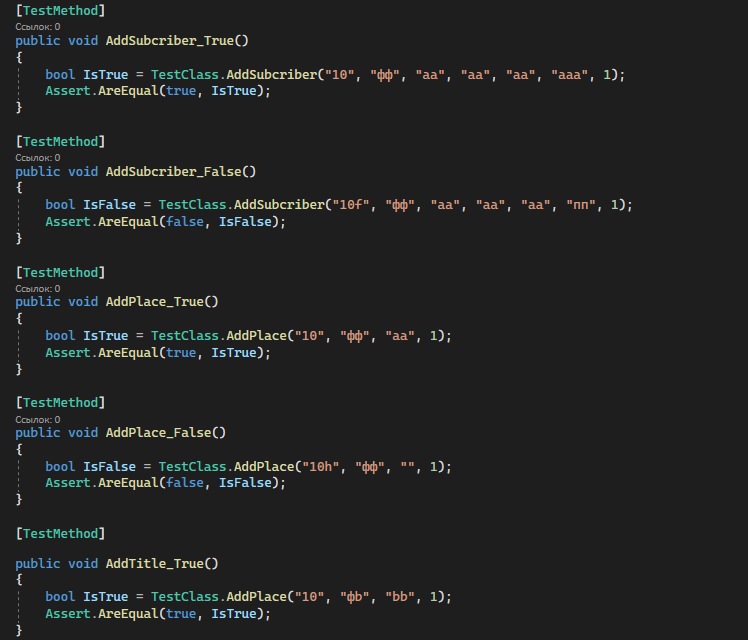 [TestMethod]
Ссылок: 0
public void AddSubcriber_True()
{
bool IsTrue = TestClass.AddSubcriber("10", "фф", "аа", "аа", "аа", "ааа", 1);
Assert.AreEqual(true, IsTrue);
}
[TestMethod]
Ссылок: 0
public void AddSubcriber_False()
{
bool IsFalse = TestClass.AddSubcriber("10f", "фф", "аа", "аа", "аа", "пп", 1);
Assert.AreEqual(false, IsFalse);
}
[TestMethod]
Ссылок: 0
public void AddPlace_True()
{
bool IsTrue = TestClass.AddPlace("10", "фф", "аа", 1);
Assert.AreEqual(true, IsTrue);
}
[TestMethod]
Ссылок: 0
public void AddPlace_False()
{
bool IsFalse = TestClass.AddPlace("10h", "фф", "", 1);
Assert.AreEqual(false, IsFalse);
}
[TestMethod]
public void AddTitle_True()
{
bool IsTrue = TestClass.AddPlace("10", "фb", "bb", 1);
Assert.AreEqual(true, IsTrue);
}